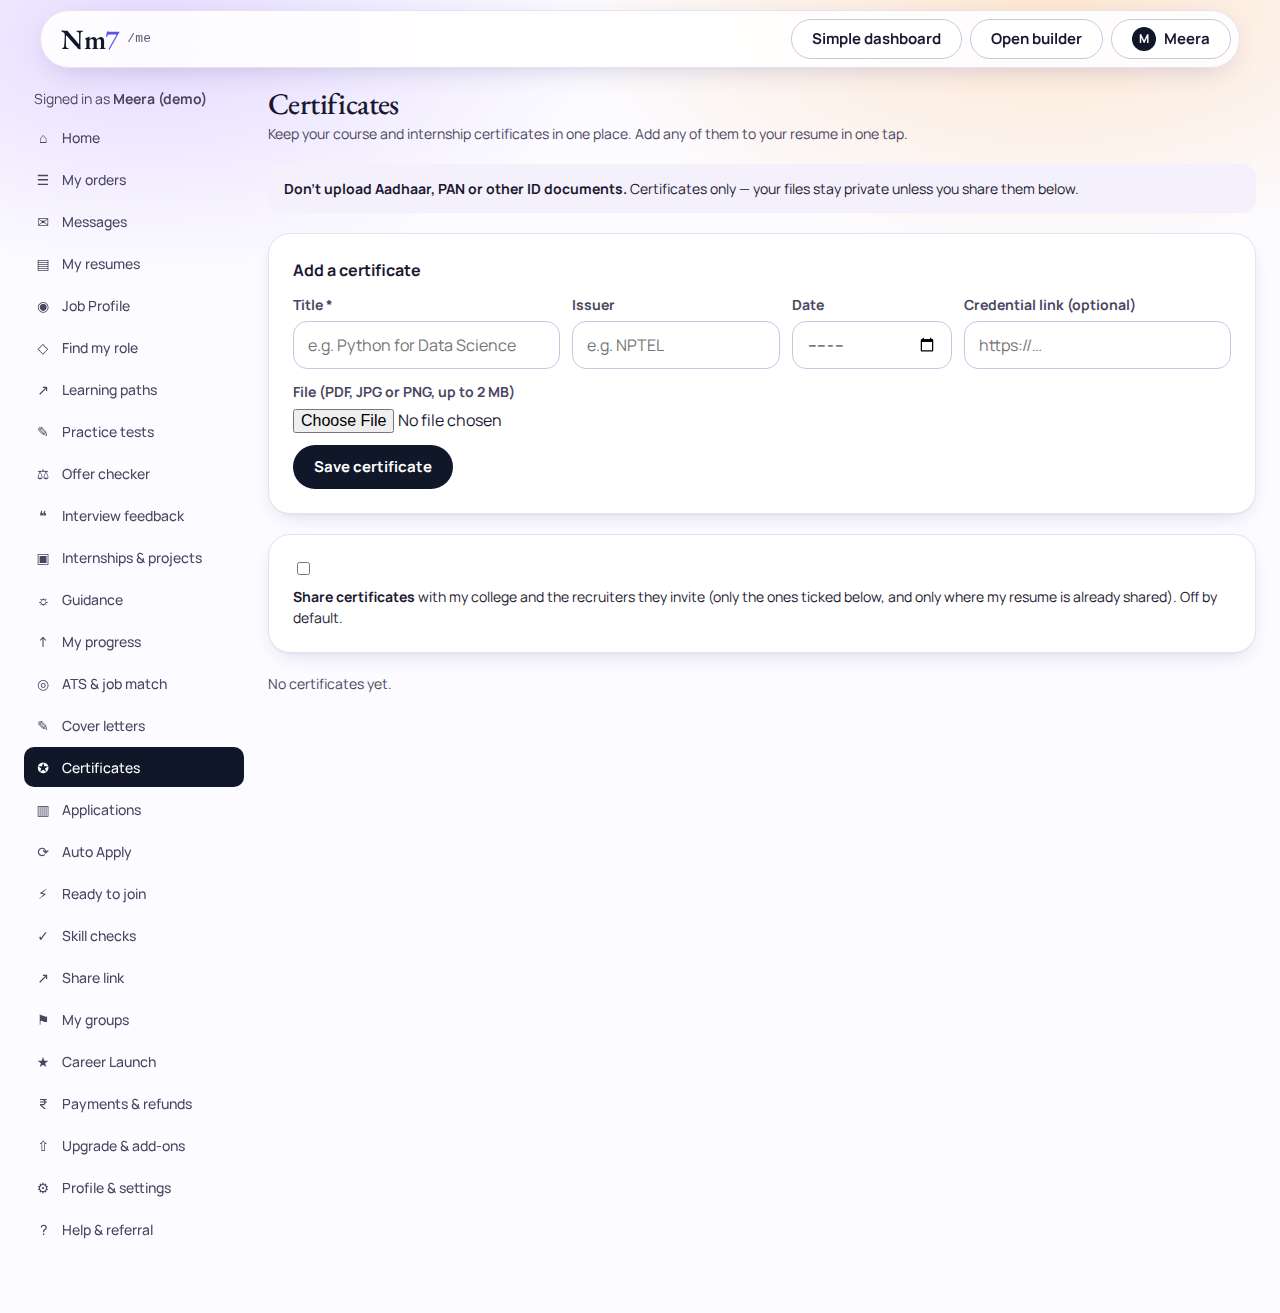 Nm7 /me
Simple dashboard
Open builder
M Meera
Signed in as Meera (demo)
Home
My orders
Messages
My resumes
Job Profile
Find my role
Learning paths
Practice tests
Offer checker
Interview feedback
Internships & projects
Guidance
My progress
ATS & job match
Cover letters
Certificates
Applications
Auto Apply
Ready to join
Skill checks
Share link
My groups
Career Launch
₹ Payments & refunds
Upgrade & add-ons
Profile & settings
? Help & referral
Certificates
Keep your course and internship certificates in one place. Add any of them to your resume in one tap.
Don't upload Aadhaar, PAN or other ID documents. Certificates only — your files stay private unless you share them below.
Add a certificate
Title *
Issuer
Date
Credential link (optional)
e.g. Python for Data Science
e.g. NPTEL
----
https://...
File (PDF, JPG or PNG, up to 2 MB)
Choose File No file chosen
Save certificate
Share certificates with my college and the recruiters they invite (only the ones ticked below, and only where my resume is already shared). Off by
default.
No certificates yet.